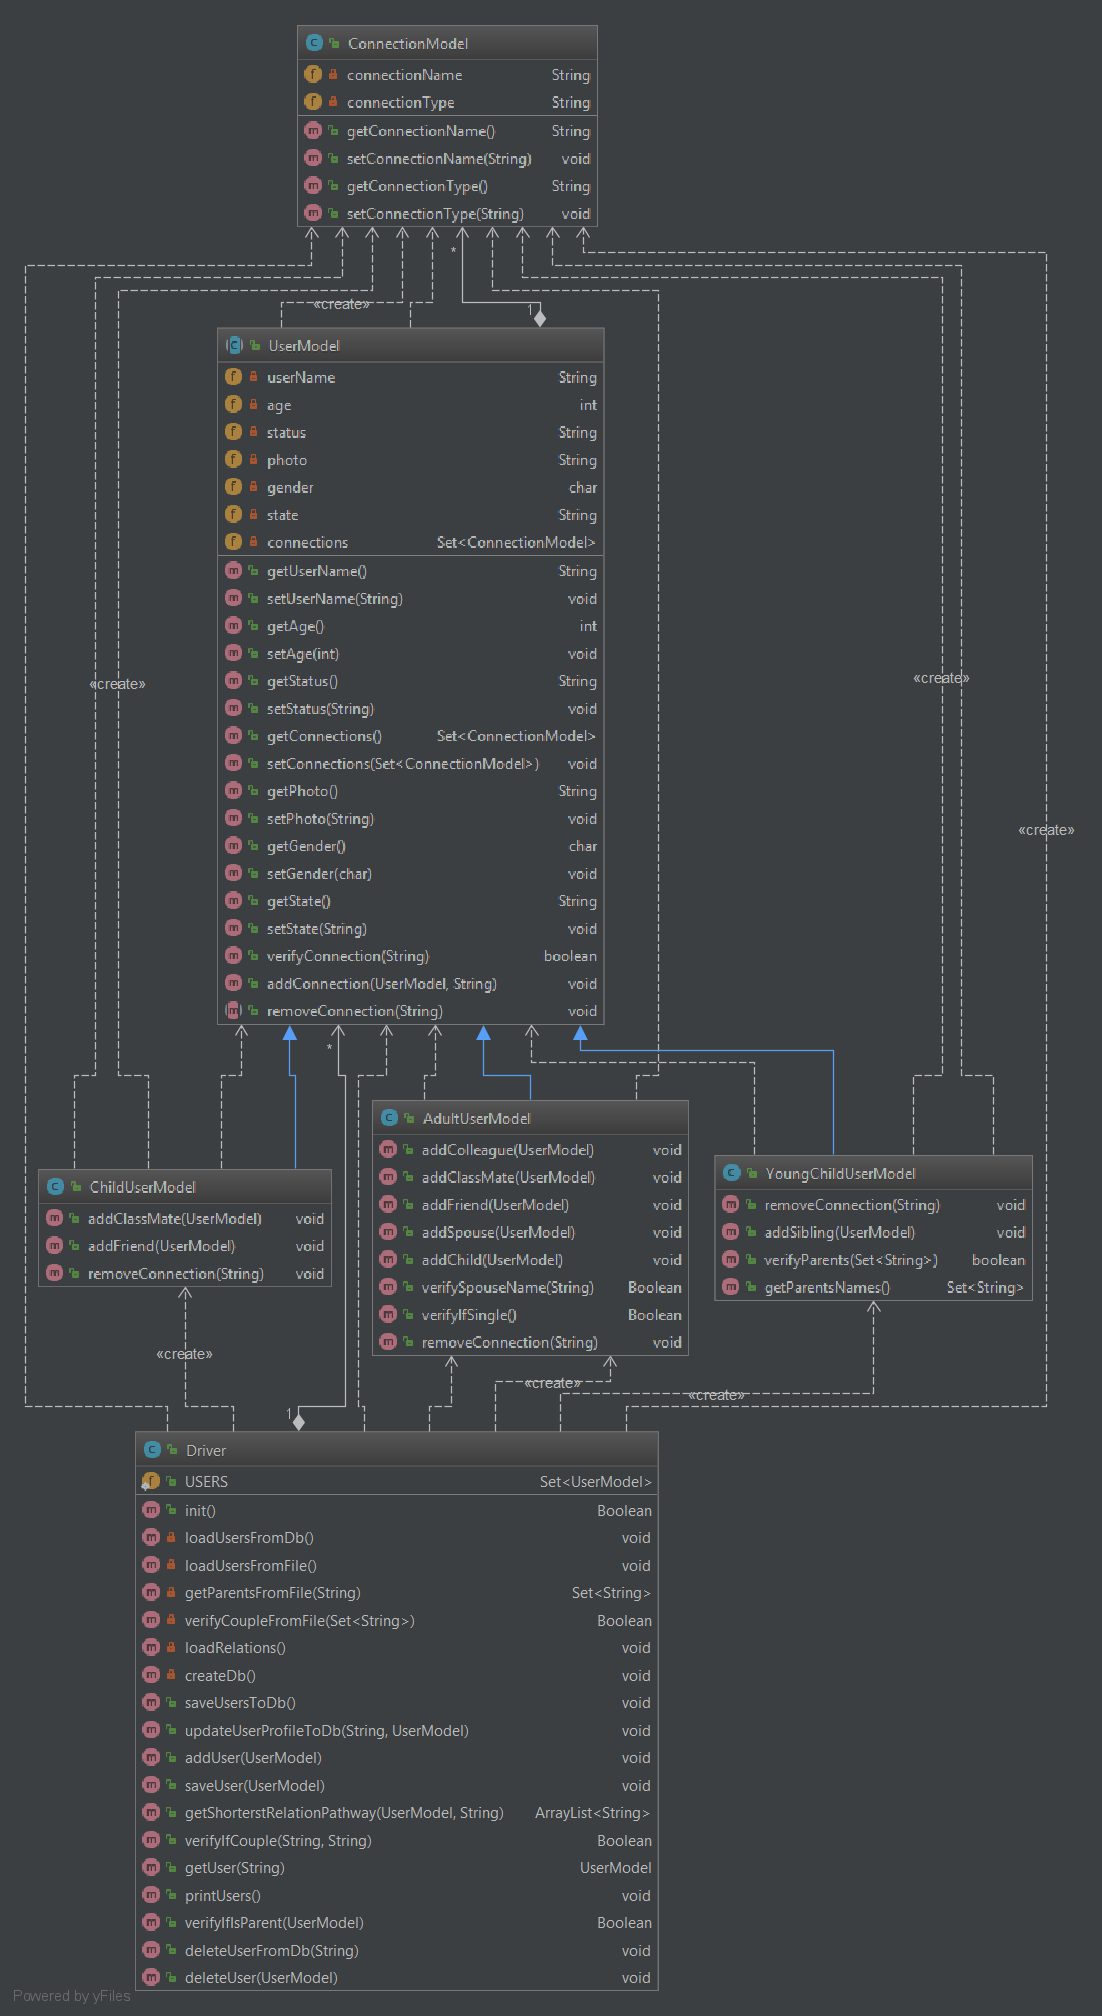 ConnectionModel
connectionName String
connectionType String
getConnectionName() String
setConnectionName(String) void
getConnectionType() String
setConnectionType(String) void
*
«create»
1
UserModel
userName String
age int
status String
photo String
gender char
state String
connections Set<ConnectionModel>
getUserName() String
setUserName(String) void
getAge() int
setAge(int) void
getStatus() String
setStatus(String) void
getConnections() Set<ConnectionModel>
setConnections(Set<ConnectionModel>) void
getPhoto() String
setPhoto(String) void
getGender() char
setGender(char) void
getState() String
setState(String) void
verifyConnection(String) boolean
addConnection(UserModel, String) void
removeConnection(String) void
«create»
«create»
«create»
*
ChildUserModel
addClassMate(UserModel) void
addFriend(UserModel) void
removeConnection(String) void
AdultUserModel
addColleague(UserModel) void
addClassMate(UserModel) void
addFriend(UserModel) void
addSpouse(UserModel) void
addChild(UserModel) void
verifySpouseName(String) Boolean
verifyIfSingle() Boolean
removeConnection(String) void
YoungChildUserModel
removeConnection(String) void
addSibling(UserModel) void
verifyParents(Set<String>) boolean
getParentsNames() Set<String>
«create»
«create»
«create»
1
Driver
USERS Set<UserModel>
init() Boolean
loadUsersFromDb() void
loadUsersFromFile() void
getParentsFromFile(String) Set<String>
verifyCoupleFromFile(Set<String>) Boolean
loadRelations() void
createDb() void
saveUsersToDb() void
updateUserProfileToDb(String, UserModel) void
addUser(UserModel) void
saveUser(UserModel) void
getShorterstRelationPathway(UserModel, String) ArrayList<String>
verifyIfCouple(String, String) Boolean
getUser(String) UserModel
printUsers() void
verifyIfIsParent(UserModel) Boolean
deleteUserFromDb(String) void
deleteUser(UserModel) void
Powered by yFiles